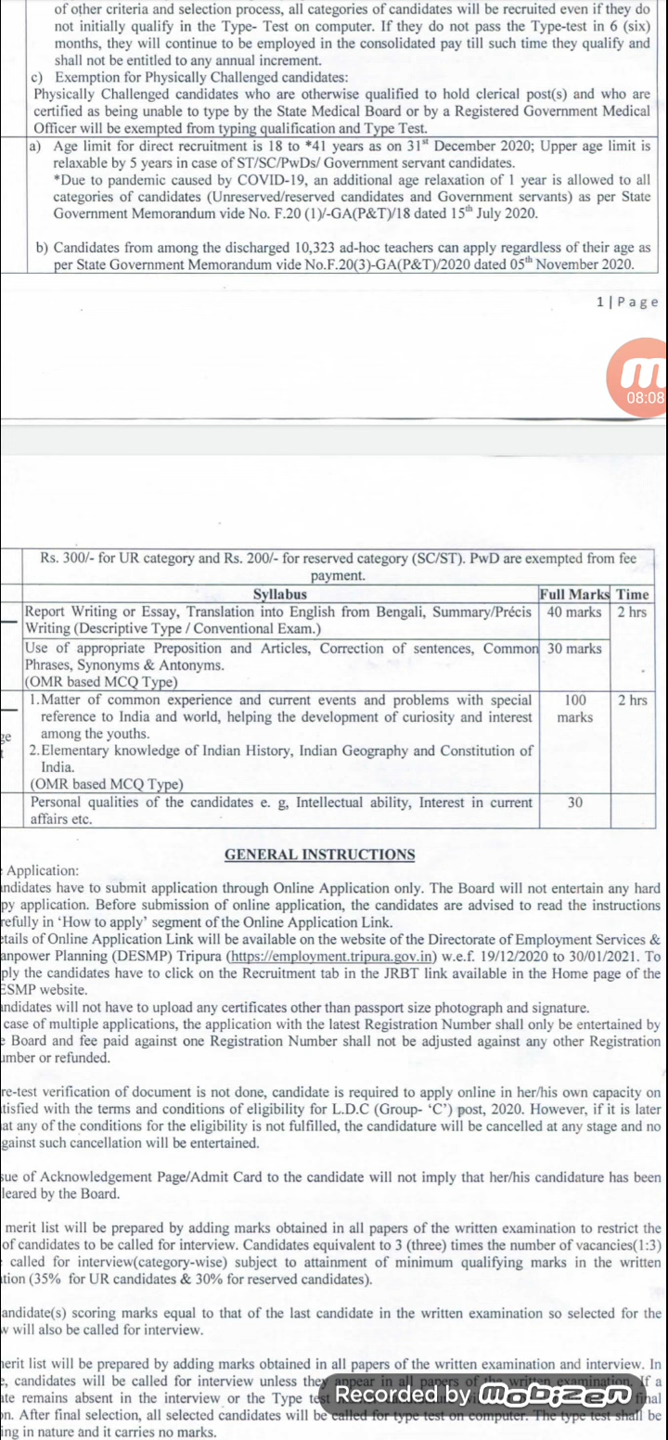 of other criteria and selection process, all categories of candidates will be recruited even if they do
not initially qualify in the Type- Test on computer. If they do not pass the Type-test in 6 (six)
months, they will continue to be employed in the consolidated pay till such time they qualify and
shall not be entitled to any annual increment.
c) Exemption for Physically Challenged candidates:
Physically Challenged candidates who are otherwise qualified to hold clerical post(s) and who are
certified as being unable to type by the State Medical Board or by a Registered Government Medical
Officer will be exempted from typing qualification and Type Test.
a) Age limit for direct recruitment is 18 to *41 years as on 31st December 2020; Upper age limit is
relaxable by 5 years in case of ST/SC/PwDs/ Government servant candidates.
*Due to pandemic caused by COVID-19, an additional age relaxation of 1 year is allowed to all
categories of candidates (Unreserved/reserved candidates and Government servants) as per State
Government Memorandum vide No. F.20 (1)/-GA(P&T)/18 dated 15th July 2020.
b) Candidates from among the discharged 10,323 ad-hoc teachers can apply regardless of their age as
per State Government Memorandum vide No.F.20(3)-GA(P&T)/2020 dated 05th November 2020.
1 | Page
08:08
Rs. 300/- for UR category and Rs. 200/- for reserved category (SC/ST). PwD are exempted from fee
payment.
Syllabus Full Marks Time
Report Writing or Essay, Translation into English from Bengali, Summary/Précis 40 marks 2 hrs
Writing (Descriptive Type / Conventional Exam.)
Use of appropriate Preposition and Articles, Correction of sentences, Common 30 marks
Phrases, Synonyms & Antonyms.
(OMR based MCQ Type)
1.Matter of common experience and current events and problems with special 100 2 hrs
reference to India and world, helping the development of curiosity and interest marks
among the youths.
2.Elementary knowledge of Indian History, Indian Geography and Constitution of
India.
(OMR based MCQ Type)
Personal qualities of the candidates e. g, Intellectual ability, Interest in current 30
affairs etc.
GENERAL INSTRUCTIONS
Application:
ndidates have to submit application through Online Application only. The Board will not entertain any hard
py application. Before submission of online application, the candidates are advised to read the instructions
refully in ‘How to apply’ segment of the Online Application Link.
etails of Online Application Link will be available on the website of the Directorate of Employment Services &
anpower Planning (DESMP) Tripura (https://employment.tripura.gov.in) w.e.f. 19/12/2020 to 30/01/2021. To
ply the candidates have to click on the Recruitment tab in the JRBT link available in the Home page of the
ESMP website.
andidates will not have to upload any certificates other than passport size photograph and signature.
case of multiple applications, the application with the latest Registration Number shall only be entertained by
e Board and fee paid against one Registration Number shall not be adjusted against any other Registration
umber or refunded.
re-test verification of document is not done, candidate is required to apply online in her/his own capacity on
tisfied with the terms and conditions of eligibility for L.D.C (Group- ‘C’) post, 2020. However, if it is later
at any of the conditions for the eligibility is not fulfilled, the candidature will be cancelled at any stage and no
gainst such cancellation will be entertained.
sue of Acknowledgement Page/Admit Card to the candidate will not imply that her/his candidature has been
leared by the Board.
merit list will be prepared by adding marks obtained in all papers of the written examination to restrict the
of candidates to be called for interview. Candidates equivalent to 3 (three) times the number of vacancies(1:3)
called for interview(category-wise) subject to attainment of minimum qualifying marks in the written
tion (35% for UR candidates & 30% for reserved candidates).
andidate(s) scoring marks equal to that of the last candidate in the written examination so selected for the
w will also be called for interview.
erit list will be prepared by adding marks obtained in all papers of the written examination and interview. In
e, candidates will be called for interview unless they appear in all papers of the written examination. If a
te remains absent in the interview or the Type test final
on. After final selection, all selected candidates will be called for type test on computer. The type test shall be
ing in nature and it carries no marks.
Recorded by mobizen